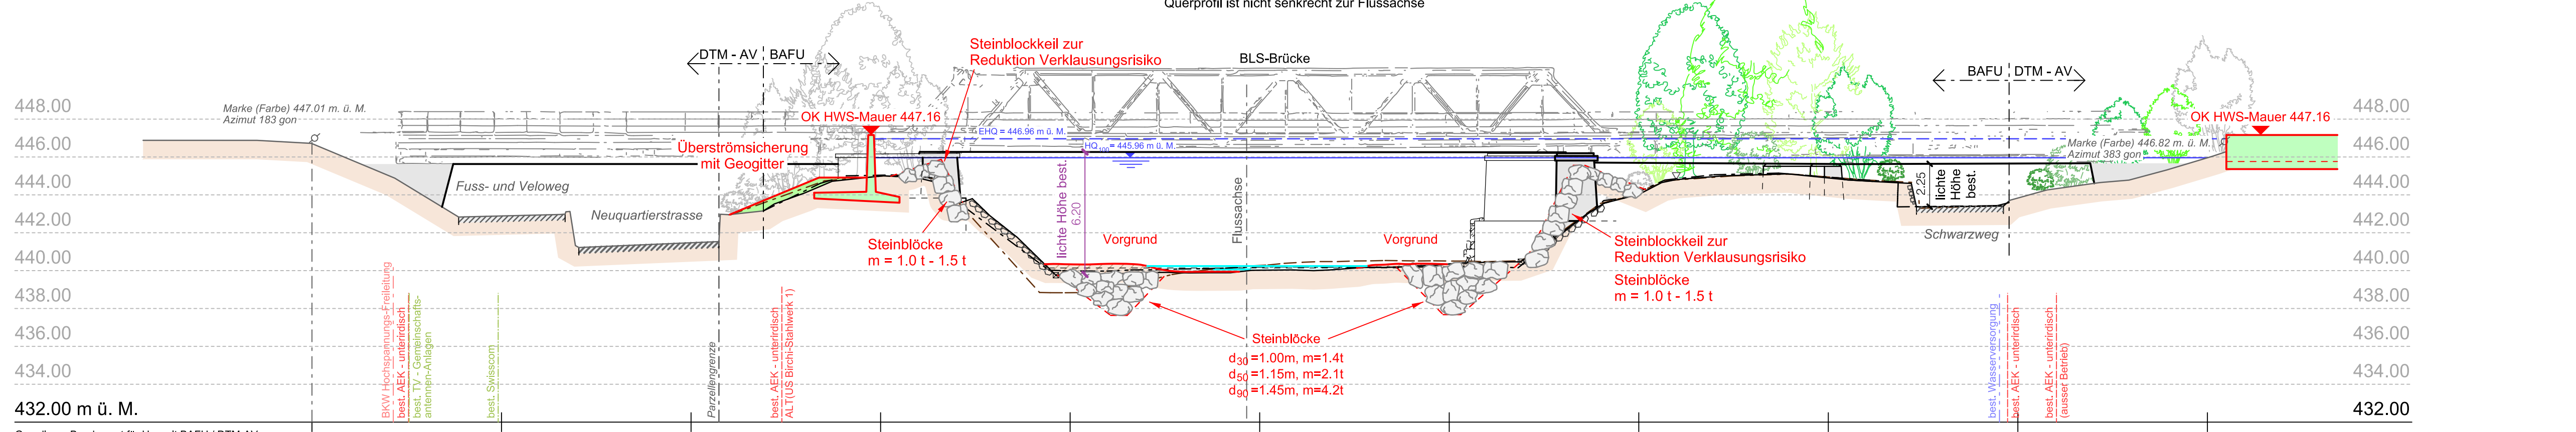 Querprofil ist nicht senkrecht zur Flussachse
DTM - AV
BAFU
Steinblockkeil zur
Reduktion Verklausungsrisiko
BLS-Brücke
BAFU
DTM - AV
448.00
Marke (Farbe) 447.01 m. ü. M.
Azimut 183 gon
OK HWS-Mauer 447.16
EHQ = 446.96 m ü. M.
448.00
OK HWS-Mauer 447.16
446.00
Überströmsicherung
mit Geogitter
HQ100 = 445.96 m ü. M.
Marke (Farbe) 446.82 m. ü. M.
Azimut 383 gon
446.00
444.00
Fuss- und Veloweg
lichte Höhe best.
6.20
Flussachse
2.25
lichte
Höhe
best.
444.00
442.00
Neuquartierstrasse
Steinblöcke
m = 1.0 t - 1.5 t
Vorgrund
Vorgrund
Steinblockkeil zur
Reduktion Verklausungsrisiko
Schwarzweg
442.00
440.00
Steinblöcke
m = 1.0 t - 1.5 t
440.00
438.00
438.00
436.00
Steinblöcke
d30=1.00m, m=1.4t
d50=1.15m, m=2.1t
d90=1.45m, m=4.2t
436.00
434.00
434.00
BKW Hochspannungs-Freileitung
best. AEK - unterirdisch
best. TV - Gemeinschafts-
antennen-Anlagen
best. Swisscom
Parzellengrenze
best. AEK - unterirdisch
ALT(US Birchi-Stahlwerk 1)
best. Wasserversorgung
best. AEK - unterirdisch
best. AEK - unterirdisch
(ausser Betrieb)
432.00 m ü. M.
432.00